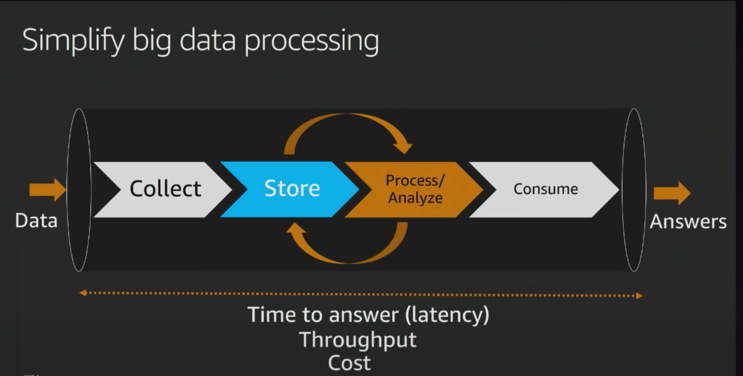 Simplify big data processing
Collect
Store
Process/
Analyze
Consume
Data
Answers
Time to answer (latency)
Throughput
Cost